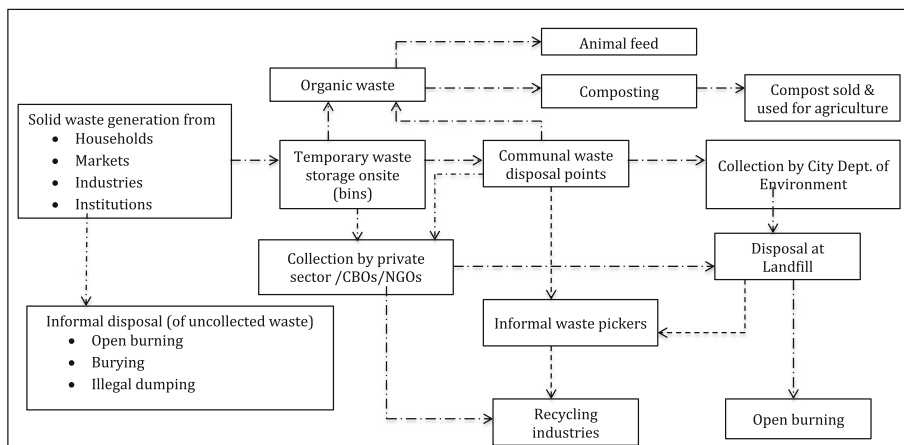 Animal feed
Organic waste
Composting
Compost sold &
used for agriculture
Solid waste generation from
• Households
• Markets
• Industries
• Institutions
Temporary waste
storage onsite
(bins)
Communal waste
disposal points
Collection by City Dept. of
Environment
Collection by private
sector /CBOs/NGOs
Disposal at
Landfill
Informal disposal (of uncollected waste)
• Open burning
• Burying
• Illegal dumping
Informal waste pickers
Recycling
industries
Open burning